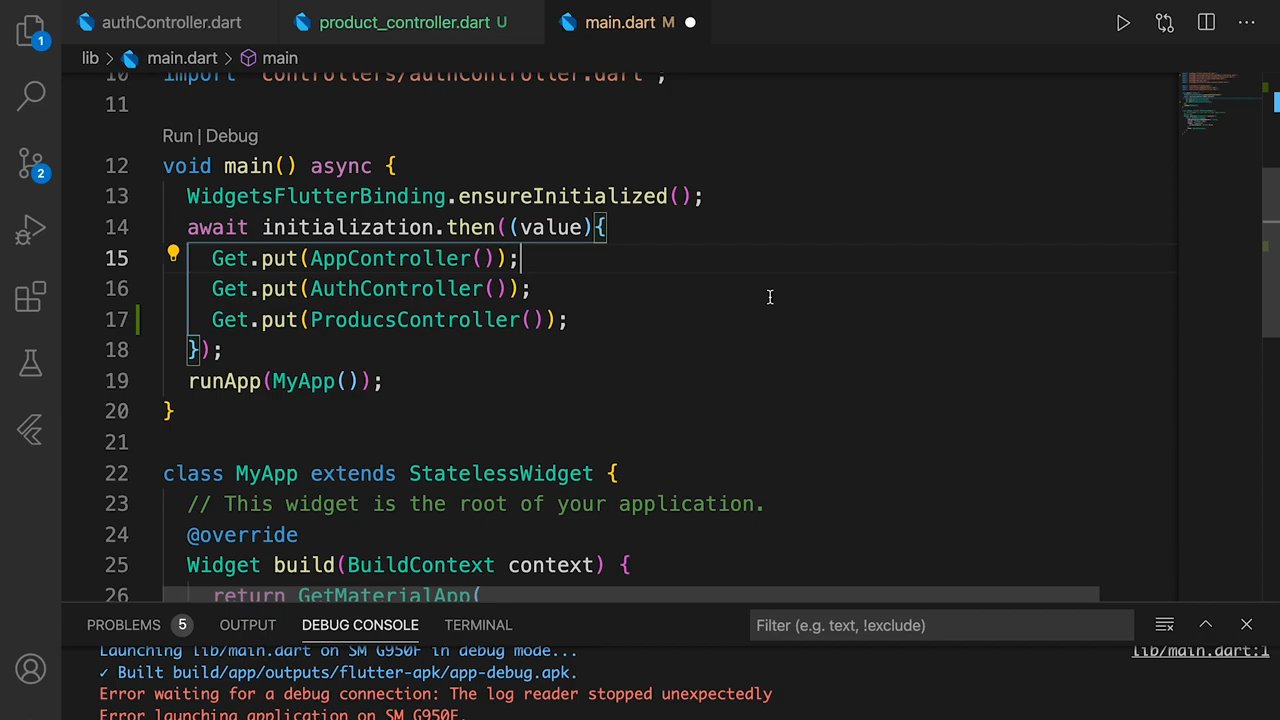 authController.dart
product_controller.dart U
main.dart M
1
lib > main.dart > main
10 import 'controllers/authController.dart';
11
Run | Debug
12 void main() async {
13 WidgetsFlutterBinding.ensureInitialized();
14 await initialization.then((value){
15 Get.put(AppController());
16 Get.put(AuthController());
17 Get.put(ProducsController());
18 });
19 runApp(MyApp());
20 }
21
22 class MyApp extends StatelessWidget {
23 // This widget is the root of your application.
24 @override
25 Widget build(BuildContext context) {
26 return GetMaterialApp(
2
PROBLEMS 5 OUTPUT DEBUG CONSOLE TERMINAL Filter (e.g. text, !exclude)
Launching lib/main.dart on SM G950F in debug mode... lib/main.dart:1
✓ Built build/app/outputs/flutter-apk/app-debug.apk.
Error waiting for a debug connection: The log reader stopped unexpectedly
Error launching application on SM G950F.